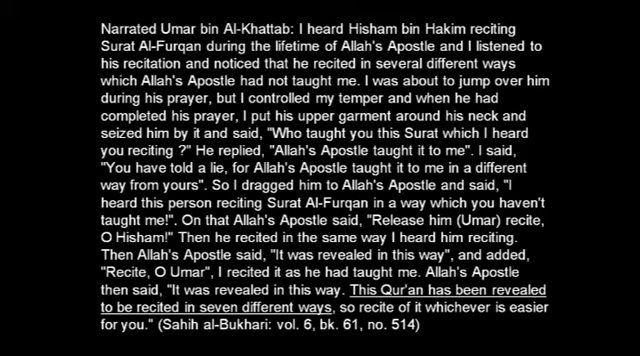 Narrated Umar bin Al-Khattab: I heard Hisham bin Hakim reciting
Surat Al-Furqan during the lifetime of Allah's Apostle and I listened to
his recitation and noticed that he recited in several different ways
which Allah's Apostle had not taught me. I was about to jump over him
during his prayer, but I controlled my temper and when he had
completed his prayer, I put his upper garment around his neck and
seized him by it and said, "Who taught you this Surat which I heard
you reciting ?" He replied, "Allah's Apostle taught it to me". I said,
"You have told a lie, for Allah's Apostle taught it to me in a different
way from yours". So I dragged him to Allah's Apostle and said, "I
heard this person reciting Surat Al-Furqan in a way which you haven't
taught me!". On that Allah's Apostle said, "Release him (Umar) recite,
O Hisham!" Then he recited in the same way I heard him reciting.
Then Allah's Apostle said, "It was revealed in this way", and added,
"Recite, O Umar", I recited it as he had taught me. Allah's Apostle
then said, "It was revealed in this way. This Qur'an has been revealed
to be recited in seven different ways, so recite of it whichever is easier
for you." (Sahih al-Bukhari: vol. 6, bk. 61, no. 514)